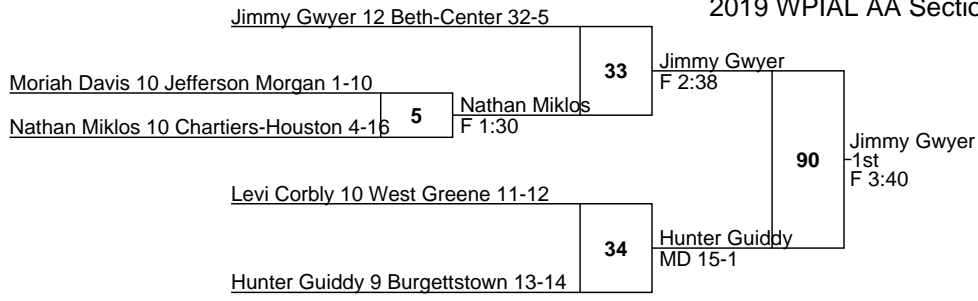 2019 WPIAL AA Sectio
Jimmy Gwyer 12 Beth-Center 32-5
33
Jimmy Gwyer
F 2:38
Moriah Davis 10 Jefferson Morgan 1-10
5
Nathan Miklos
F 1:30
Nathan Miklos 10 Chartiers-Houston 4-16
90
Jimmy Gwyer
1st
F 3:40
Levi Corbly 10 West Greene 11-12
34
Hunter Guiddy
MD 15-1
Hunter Guiddy 9 Burgettstown 13-14